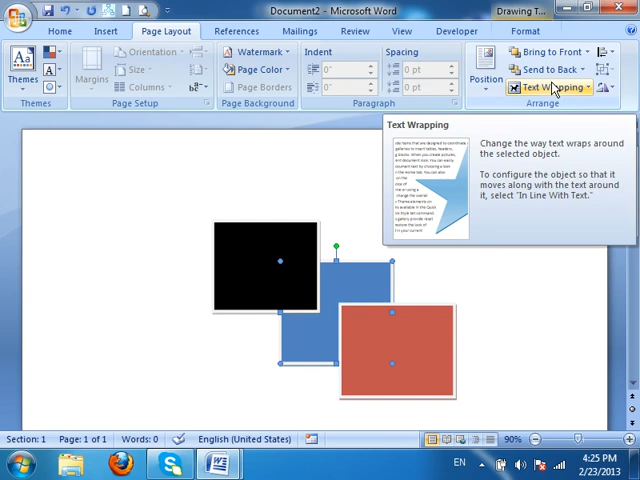 Document2 - Microsoft Word
Drawing T...
Home
Insert
Page Layout
References
Mailings
Review
View
Developer
Format
Themes
Themes
Margins
Orientation
Size
Columns
Page Setup
Watermark
Page Color
Page Borders
Page Background
Indent
0"
0"
Spacing
0 pt
0 pt
Paragraph
Position
Bring to Front
Send to Back
Text Wrapping
Arrange
Text Wrapping
Change the way text wraps around
the selected object.
To configure the object so that it
moves along with the text around
it, select "In Line With Text."
Section: 1
Page: 1 of 1
Words: 0
English (United States)
90%
EN
4:25 PM
2/23/2013